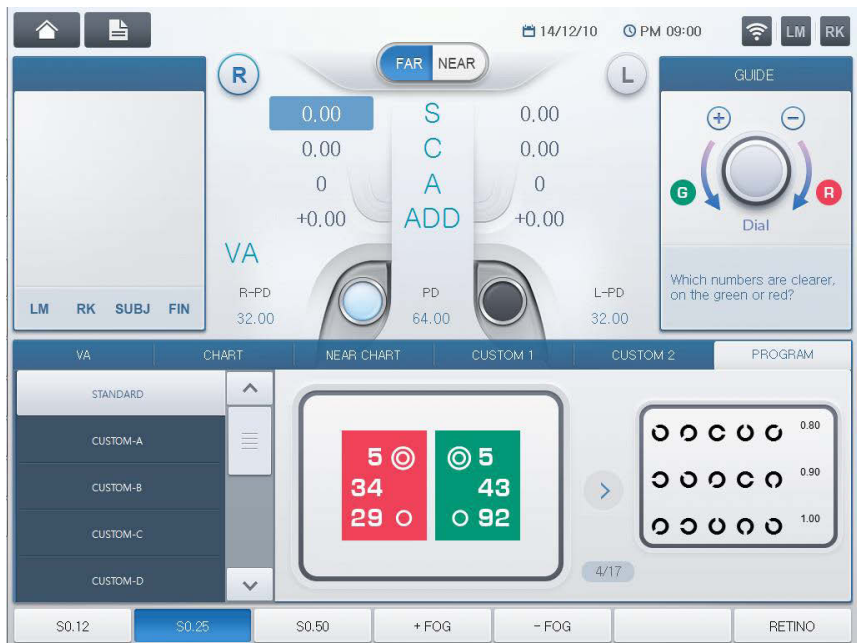 14/12/10 PM 09:00 LM RK
FAR NEAR
R L
GUIDE
0.00 S 0.00
0.00 C 0.00
0 A 0
+0.00 ADD +0.00
VA
R-PD PD L-PD
32.00 64.00 32.00
LM RK SUBJ FIN
G R
Dial
Which numbers are clearer,
on the green or red?
VA CHART NEAR CHART CUSTOM 1 CUSTOM 2 PROGRAM
STANDARD
CUSTOM-A
CUSTOM-B
CUSTOM-C
CUSTOM-D
5 5
34 43
29 92
0.80
0.90
1.00
4/17
S0.12 S0.25 S0.50 + FOG - FOG RETINO